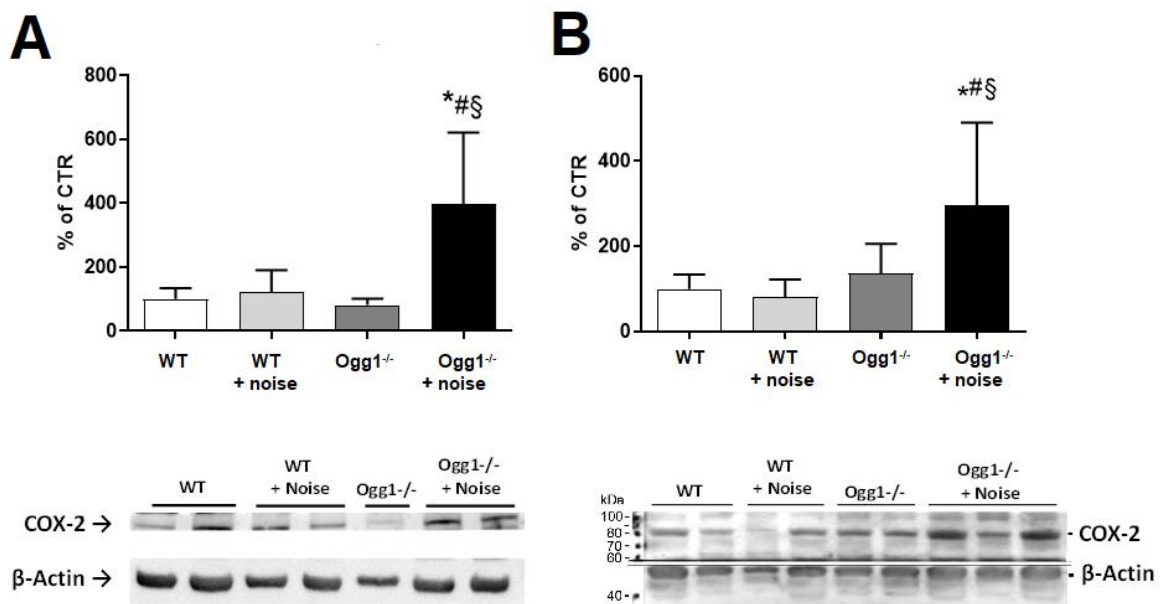 A
% of CTR
800
600
400
200
0
*#§
WT
WT
+ noise
Ogg1-/-
Ogg1-/-
+ noise
WT
WT
+ Noise
Ogg1-/-
Ogg1-/-
+ Noise
COX-2 →
β-Actin →
B
% of CTR
600
400
200
0
*#§
WT
WT
+ noise
Ogg1-/-
Ogg1-/-
+ noise
kDa
WT
WT
+ Noise
Ogg1-/-
Ogg1-/-
+ Noise
100-
80-
70-
60-
40-
- COX-2
- β-Actin